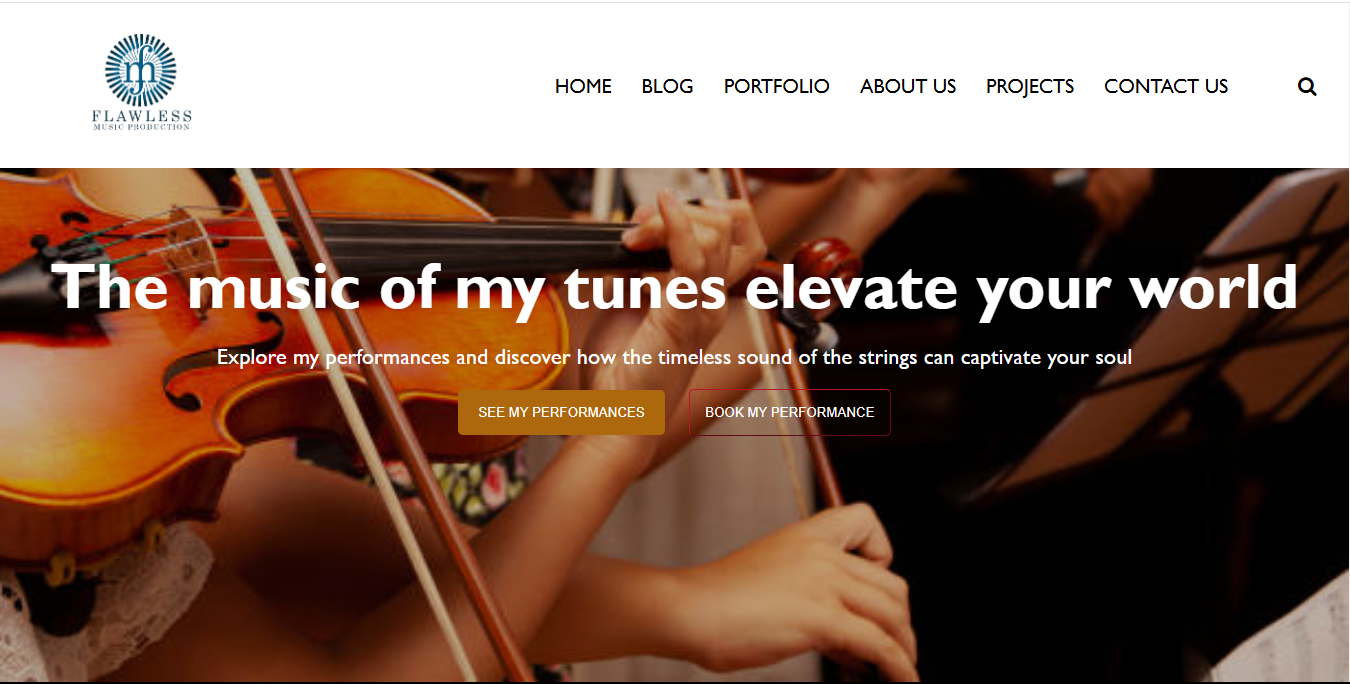 FLAWLESS
MUSIC PRODUCTION
HOME BLOG PORTFOLIO ABOUT US PROJECTS CONTACT US
The music of my tunes elevate your world
Explore my performances and discover how the timeless sound of the strings can captivate your soul
SEE MY PERFORMANCES BOOK MY PERFORMANCE